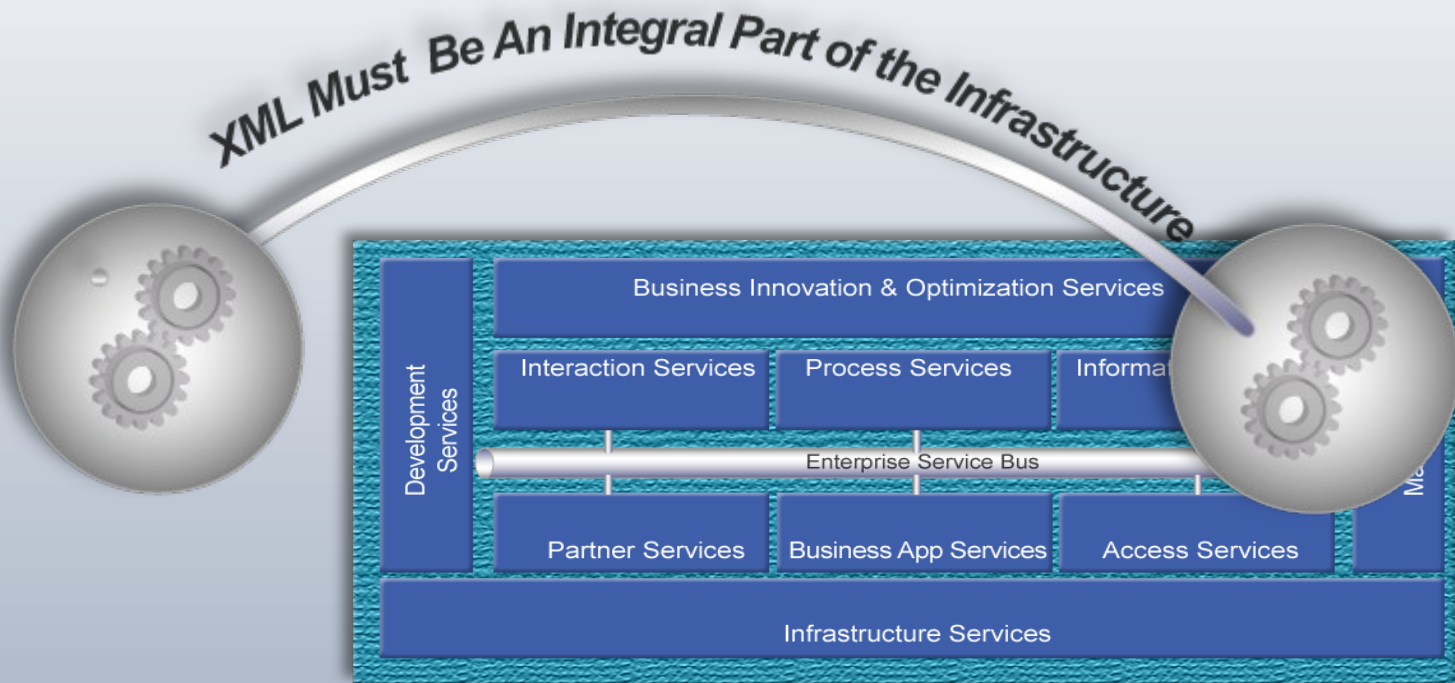 XML Must Be An Integral Part of the Infrastructure
Business Innovation & Optimization Services
Development
Services
Interaction Services
Process Services
Enterprise Service Bus
Partner Services
Business App Services
Access Services
Infrastructure Services